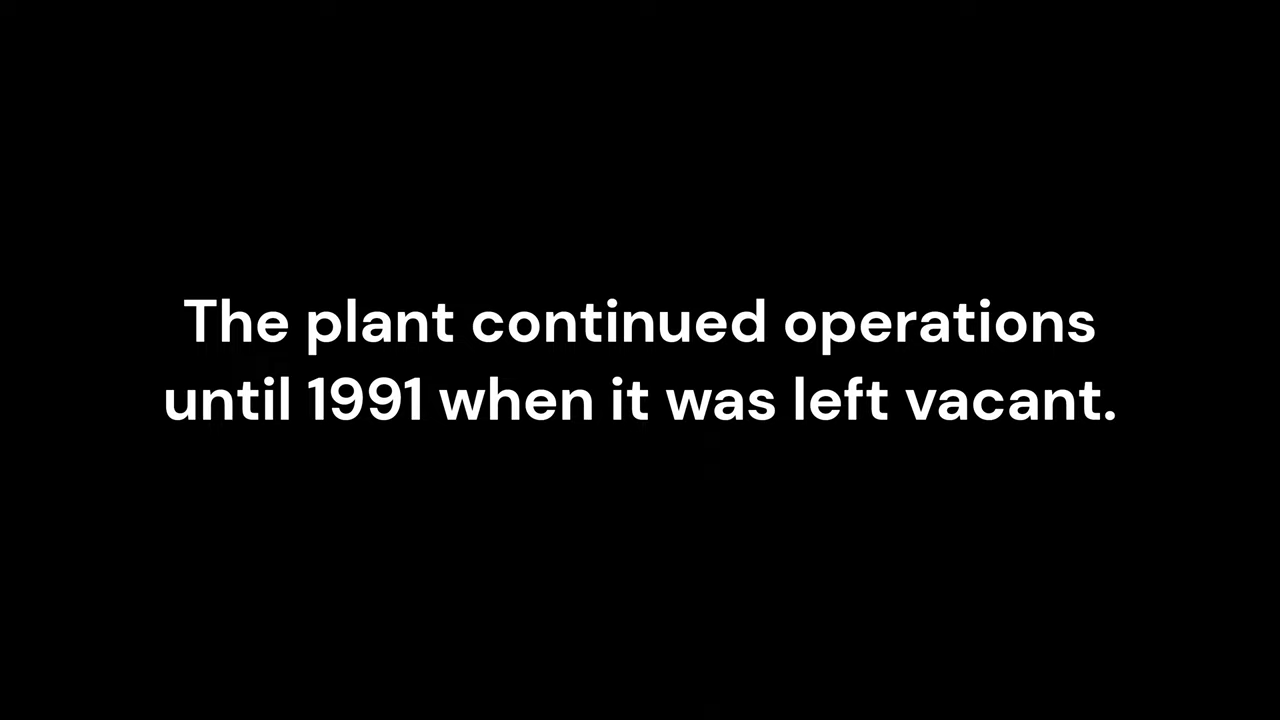 The plant continued operations
until 1991 when it was left vacant.